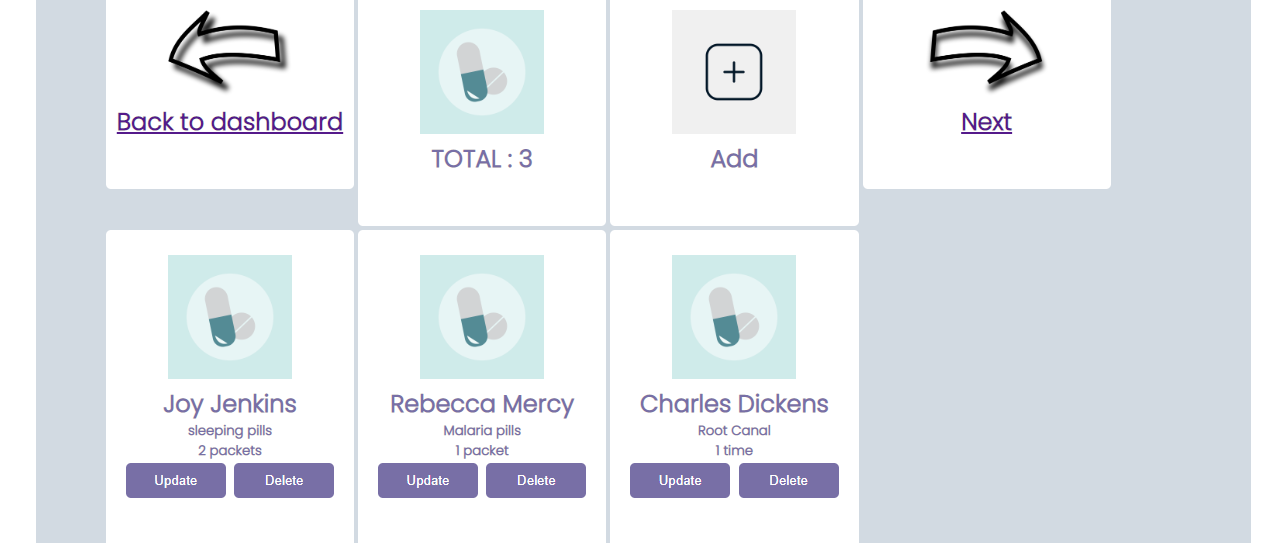 Back to dashboard
TOTAL : 3
Add
Next
Joy Jenkins
sleeping pills
2 packets
Update Delete
Rebecca Mercy
Malaria pills
1 packet
Update Delete
Charles Dickens
Root Canal
1 time
Update Delete